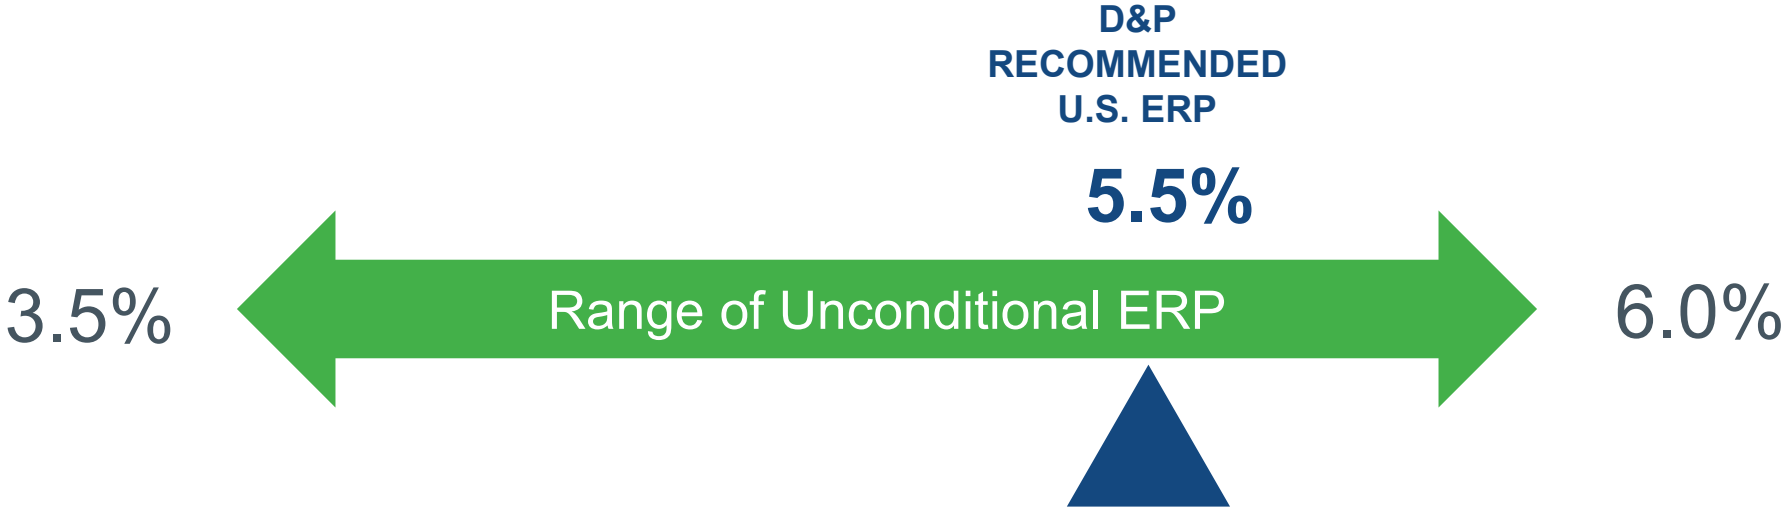 D&P
RECOMMENDED
U.S. ERP
5.5%
3.5%
Range of Unconditional ERP
6.0%